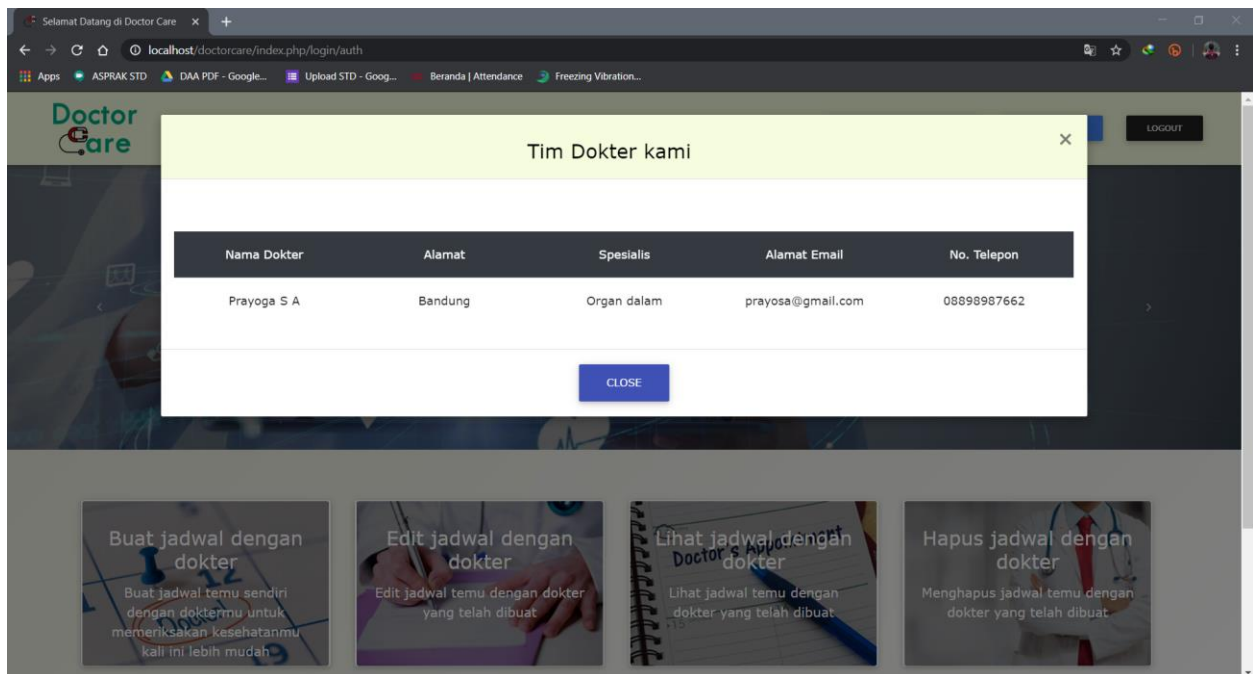 Selamat Datang di Doctor Care
localhost/doctorcare/index.php/login/auth
Apps ASPRAK STD DAA PDF - Google... Upload STD - Goog... Beranda | Attendance Freezing Vibration...
Doctor
Care
LOGOUT
Tim Dokter kami
×
Nama Dokter Alamat Spesialis Alamat Email No. Telepon
Prayoga S A Bandung Organ dalam prayosa@gmail.com 08898987662
CLOSE
Buat jadwal dengan
dokter
Buat jadwal temu sendiri
dengan doktermu untuk
memeriksakan kesehatanmu
kali ini lebih mudah
12
Doctor
19
Edit jadwal dengan
dokter
Edit jadwal temu dengan dokter
yang telah dibuat
Lihat jadwal dengan
dokter
Doctor's Appointment
Lihat jadwal temu dengan
dokter yang telah dibuat
Hapus jadwal dengan
dokter
Menghapus jadwal temu dengan
dokter yang telah dibuat